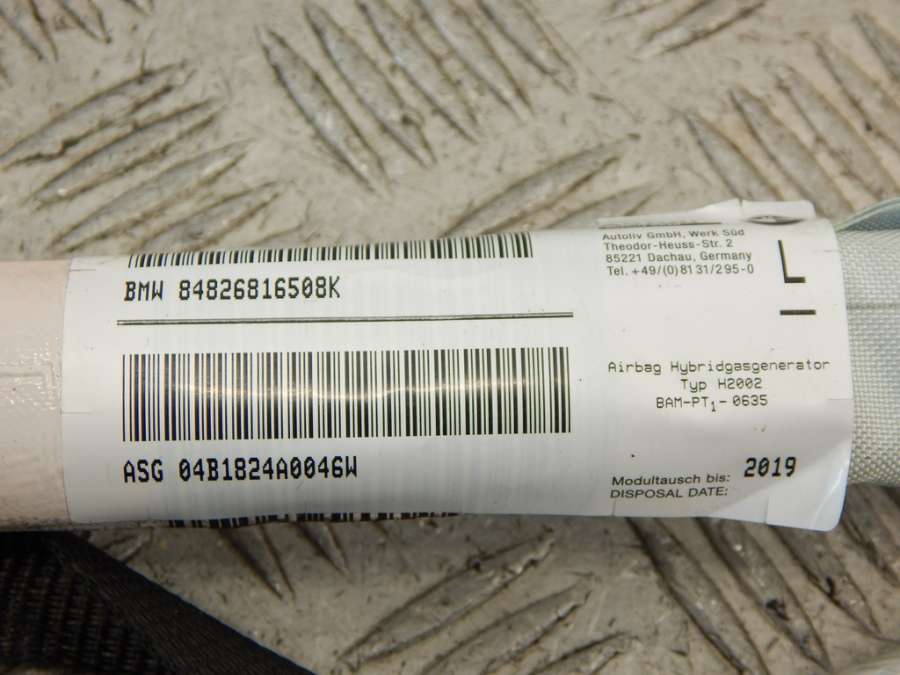 BMW 84826816508K
ASG 04B1824A0046W
Autoliv GmbH, Werk Süd
Theodor-Heuss-Str. 2
85221 Dachau, Germany
Tel. +49/(0)8131/295-0
L
Airbag Hybridgasgenerator
Typ H2002
BAM-PT1-0635
Modultausch bis: 2019
DISPOSAL DATE: